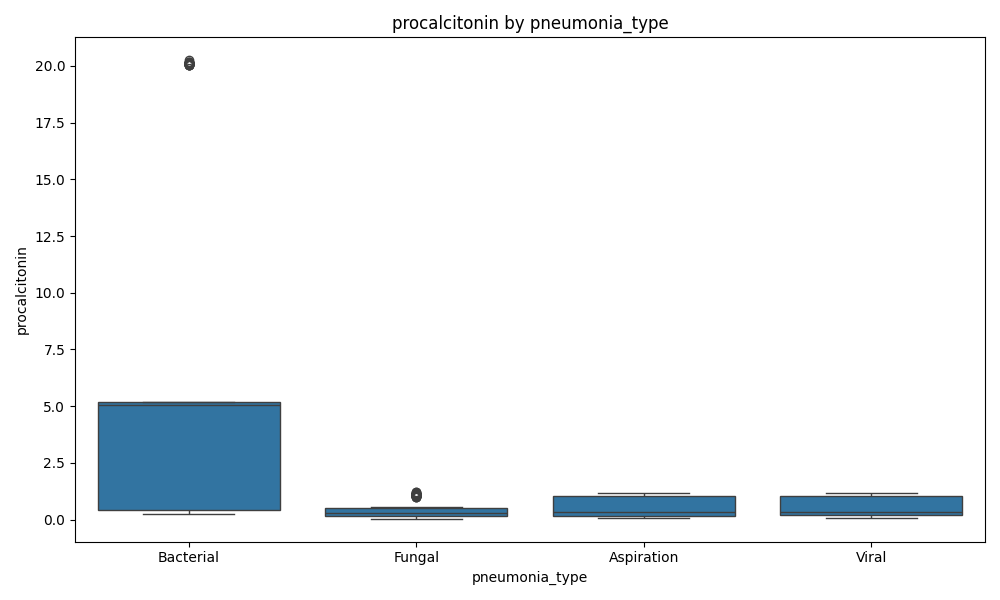 procalcitonin by pneumonia_type
procalcitonin
20.0
17.5
15.0
12.5
10.0
7.5
5.0
2.5
0.0
Bacterial
Fungal
Aspiration
Viral
pneumonia_type